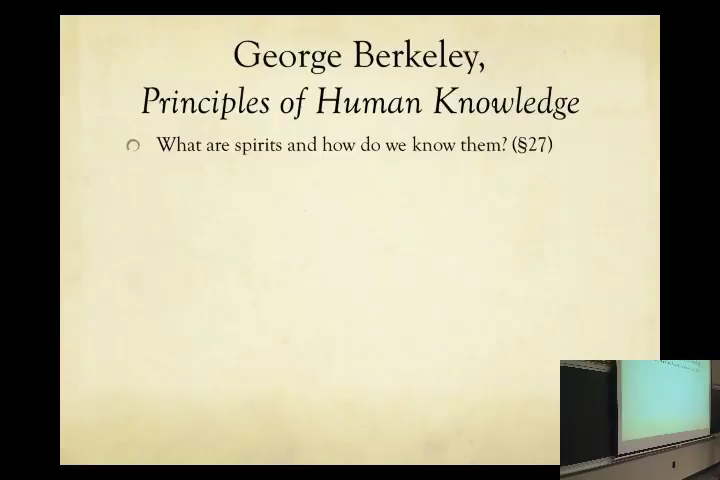 George Berkeley,
Principles of Human Knowledge
What are spirits and how do we know them? (§27)